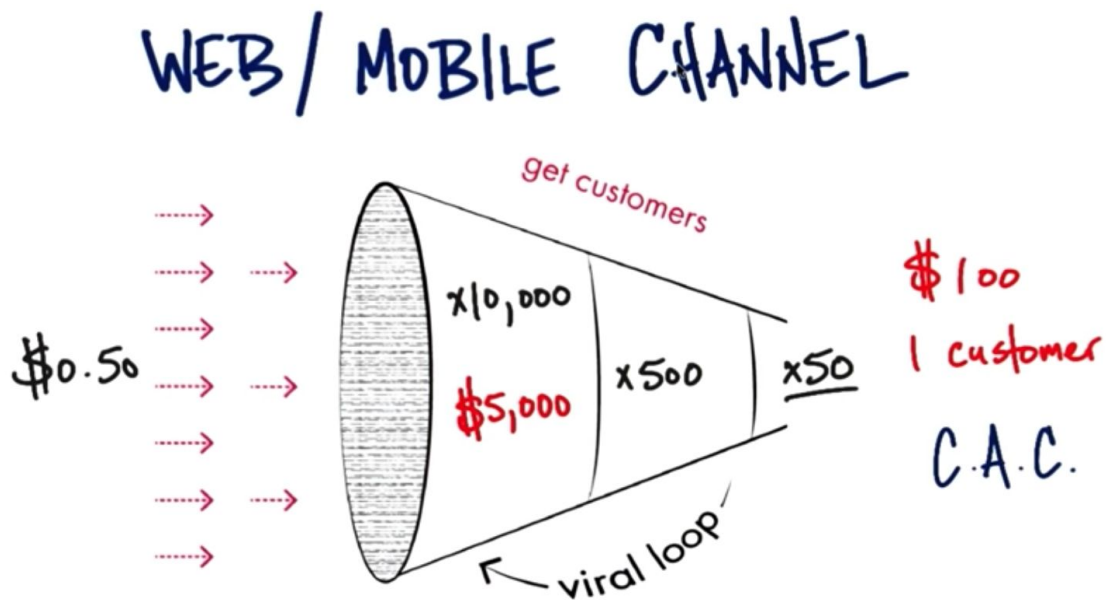 WEB/MOBILE CHANNEL
get customers
$0.50
x10,000
$5,000
x500
x50
$100
1 customer
C.A.C.
viral loop